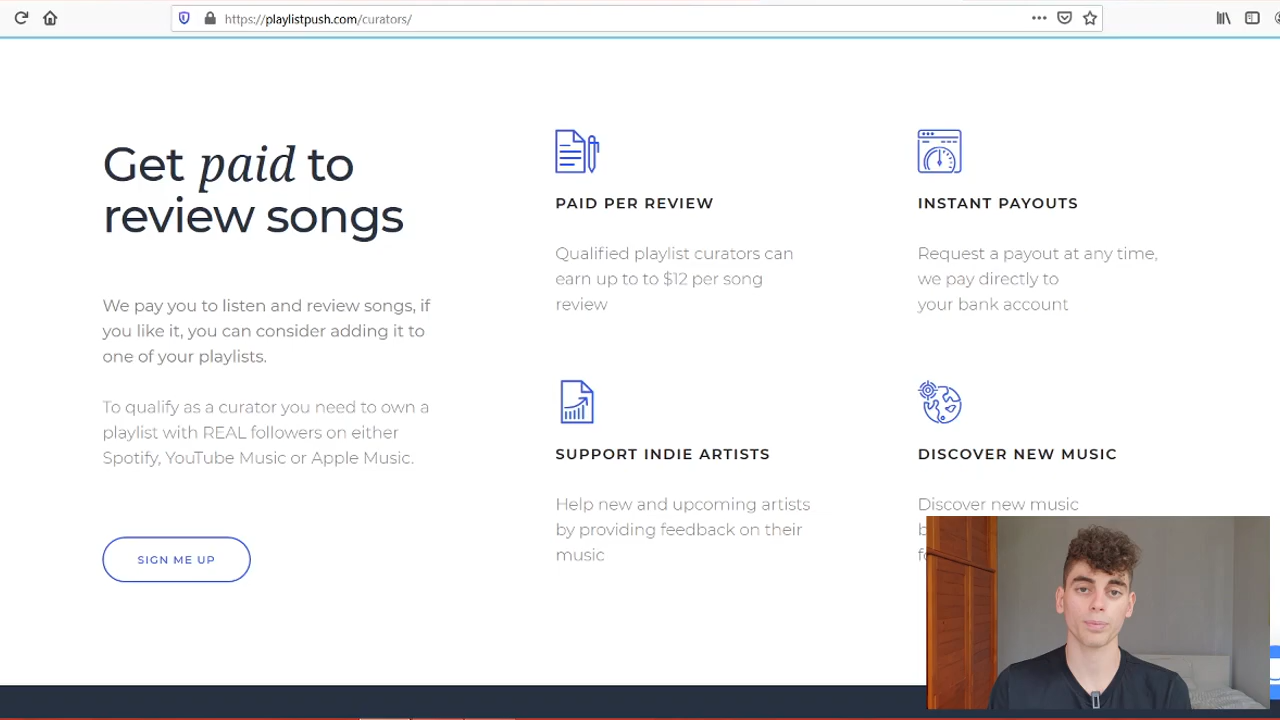 https://playlistpush.com/curators/
Get paid to
review songs
We pay you to listen and review songs, if
you like it, you can consider adding it to
one of your playlists.
To qualify as a curator you need to own a
playlist with REAL followers on either
Spotify, YouTube Music or Apple Music.
SIGN ME UP
PAID PER REVIEW
Qualified playlist curators can
earn up to to $12 per song
review
INSTANT PAYOUTS
Request a payout at any time,
we pay directly to
your bank account
SUPPORT INDIE ARTISTS
Help new and upcoming artists
by providing feedback on their
music
DISCOVER NEW MUSIC
Discover new music